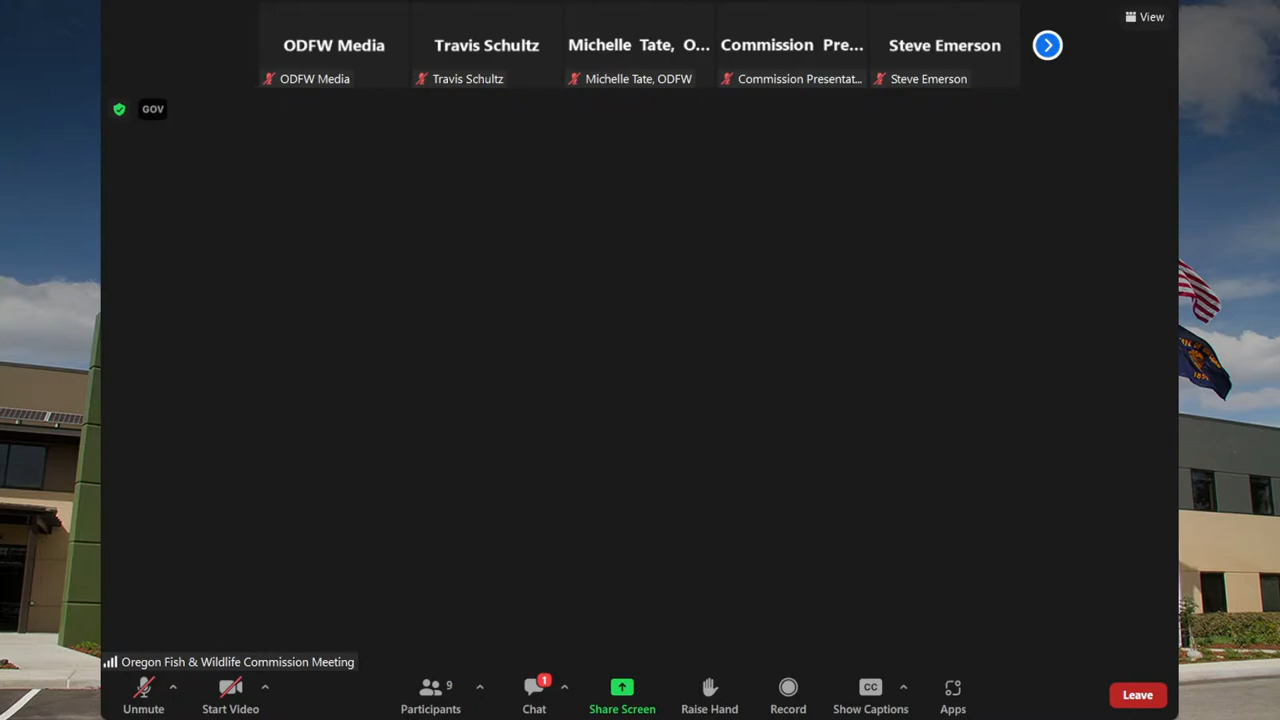 View
ODFW Media
Travis Schultz
Michelle Tate, O...
Commission Pre...
Steve Emerson
ODFW Media
Travis Schultz
Michelle Tate, ODFW
Commission Presentat...
Steve Emerson
GOV
Oregon Fish & Wildlife Commission Meeting
9
1
CC
Unmute
Start Video
Participants
Chat
Share Screen
Raise Hand
Record
Show Captions
Apps
Leave